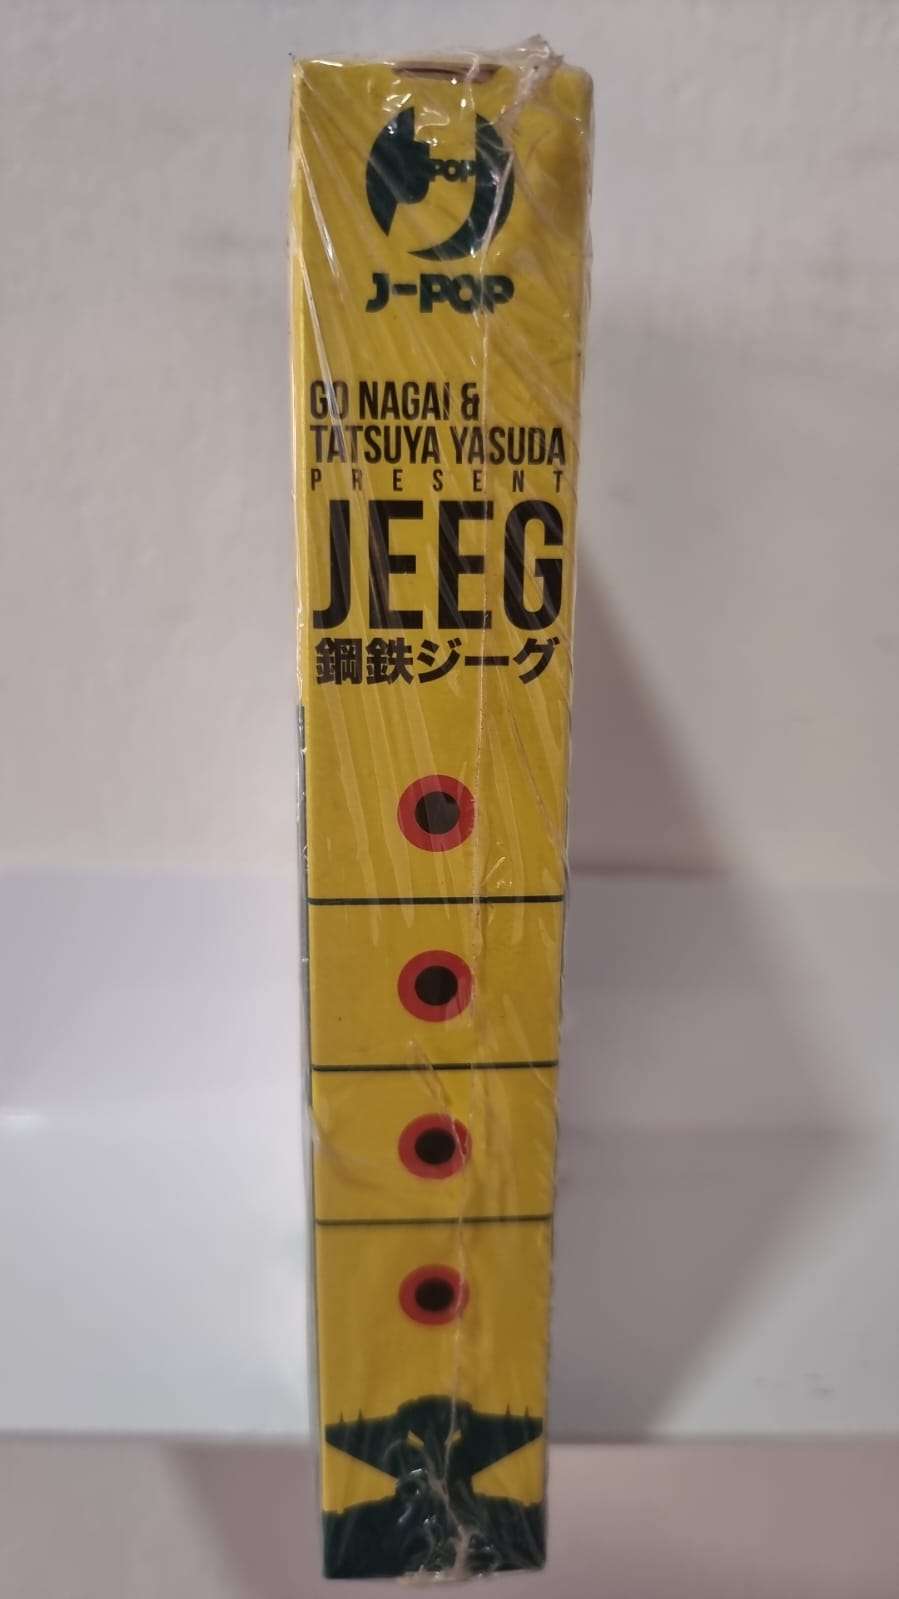 POP
J-POP
GO NAGAI &
TATSUYA YASUDA
PRESENT
JEEG
鋼鉄ジーグ